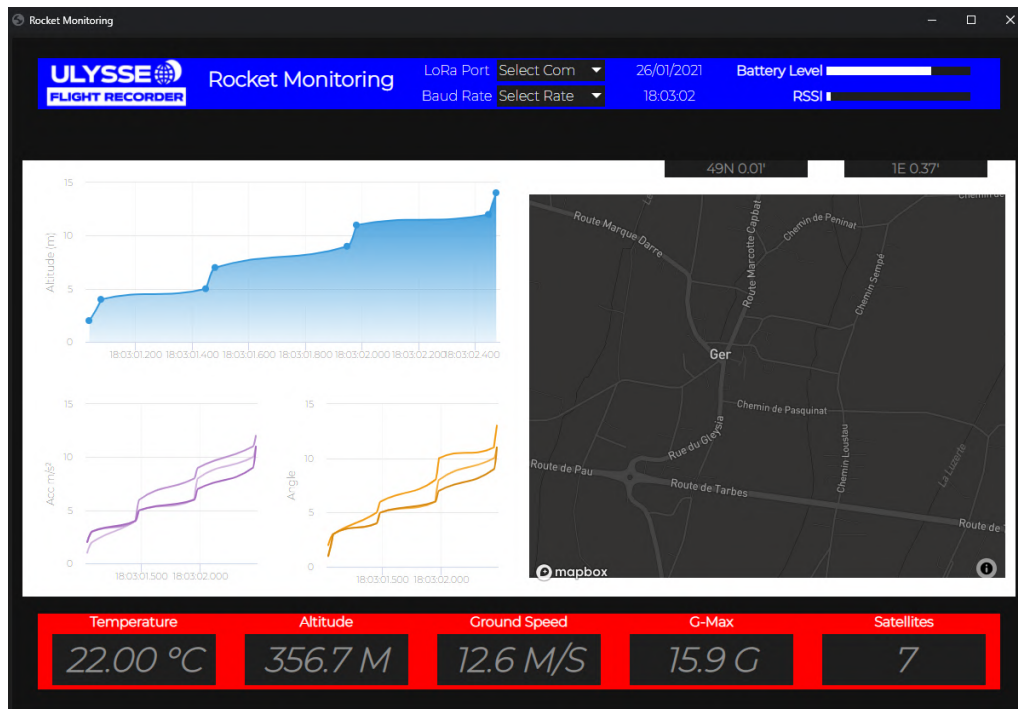 Rocket Monitoring
ULYSSE
FLIGHT RECORDER
Rocket Monitoring
LoRa Port Select Com
Baud Rate Select Rate
26/01/2021
18:03:02
Battery Level
RSSI
49N 0.01'
1E 0.37'
15
10
5
0
Altitude (m)
18:03:01.200 18:03:01.400 18:03:01.600 18:03:01.800 18:03:02.000 18:03:02.200 18:03:02.400
15
10
5
0
Acc m/s²
18:03:01.500 18:03:02.000
15
10
5
0
Angle
18:03:01.500 18:03:02.000
Chemin de
Route Marque Darre
Route Marcotte Capbat
Chemin de Peninat
Chemin Sempé
Ger
Chemin de Pasquinat
Rue du Gleysia
Chemin Loustau
La Luzerte
Route de Pau
Route de Tarbes
Route de
mapbox
Temperature
22.00 °C
Altitude
356.7 M
Ground Speed
12.6 M/S
G-Max
15.9 G
Satellites
7